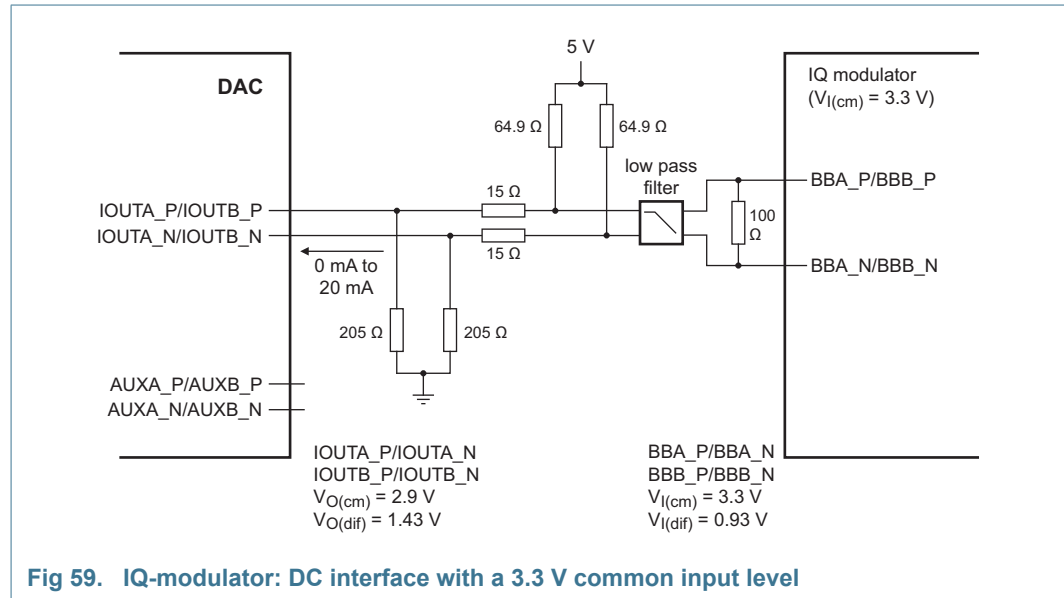 5 V
DAC
IQ modulator
(VI(cm) = 3.3 V)
64.9 Ω
64.9 Ω
low pass
filter
15 Ω
BBA_P/BBB_P
IOUTA_P/IOUTB_P
100
Ω
IOUTA_N/IOUTB_N
15 Ω
0 mA to
20 mA
BBA_N/BBB_N
205 Ω
205 Ω
AUXA_P/AUXB_P
AUXA_N/AUXB_N
IOUTA_P/IOUTA_N
IOUTB_P/IOUTB_N
VO(cm) = 2.9 V
VO(dif) = 1.43 V
BBA_P/BBA_N
BBB_P/BBB_N
VI(cm) = 3.3 V
VI(dif) = 0.93 V
Fig 59. IQ-modulator: DC interface with a 3.3 V common input level